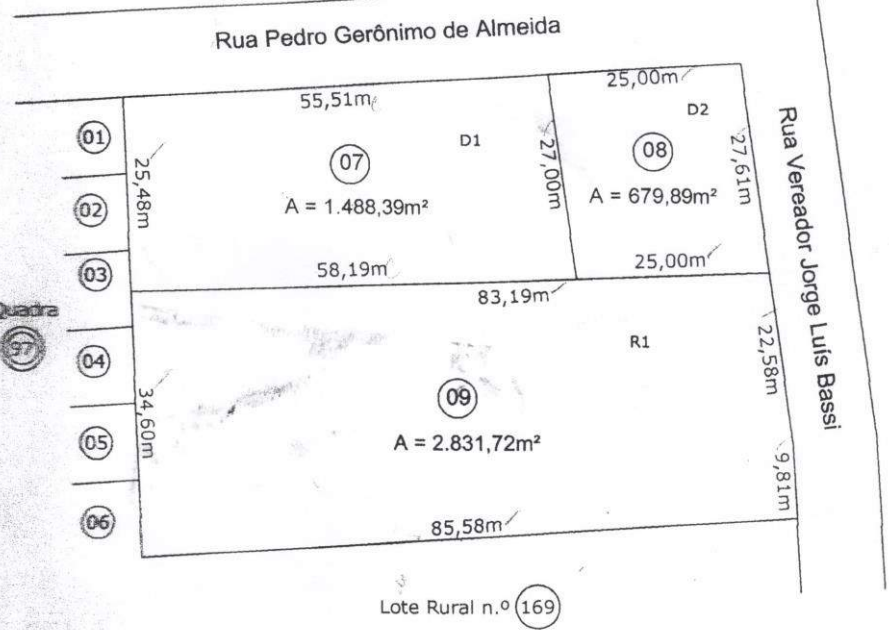 Rua Pedro Gerônimo de Almeida
Rua Vereador Jorge Luís Bassi
01
02
03
Quadra
97
04
05
06
55,51m
D1
25,48m
07
A = 1.488,39m²
27,00m
58,19m
25,00m
D2
08
A = 679,89m²
27,61m
25,00m
83,19m
R1
22,58m
09
A = 2.831,72m²
34,60m
9,81m
85,58m
Lote Rural n.º 169